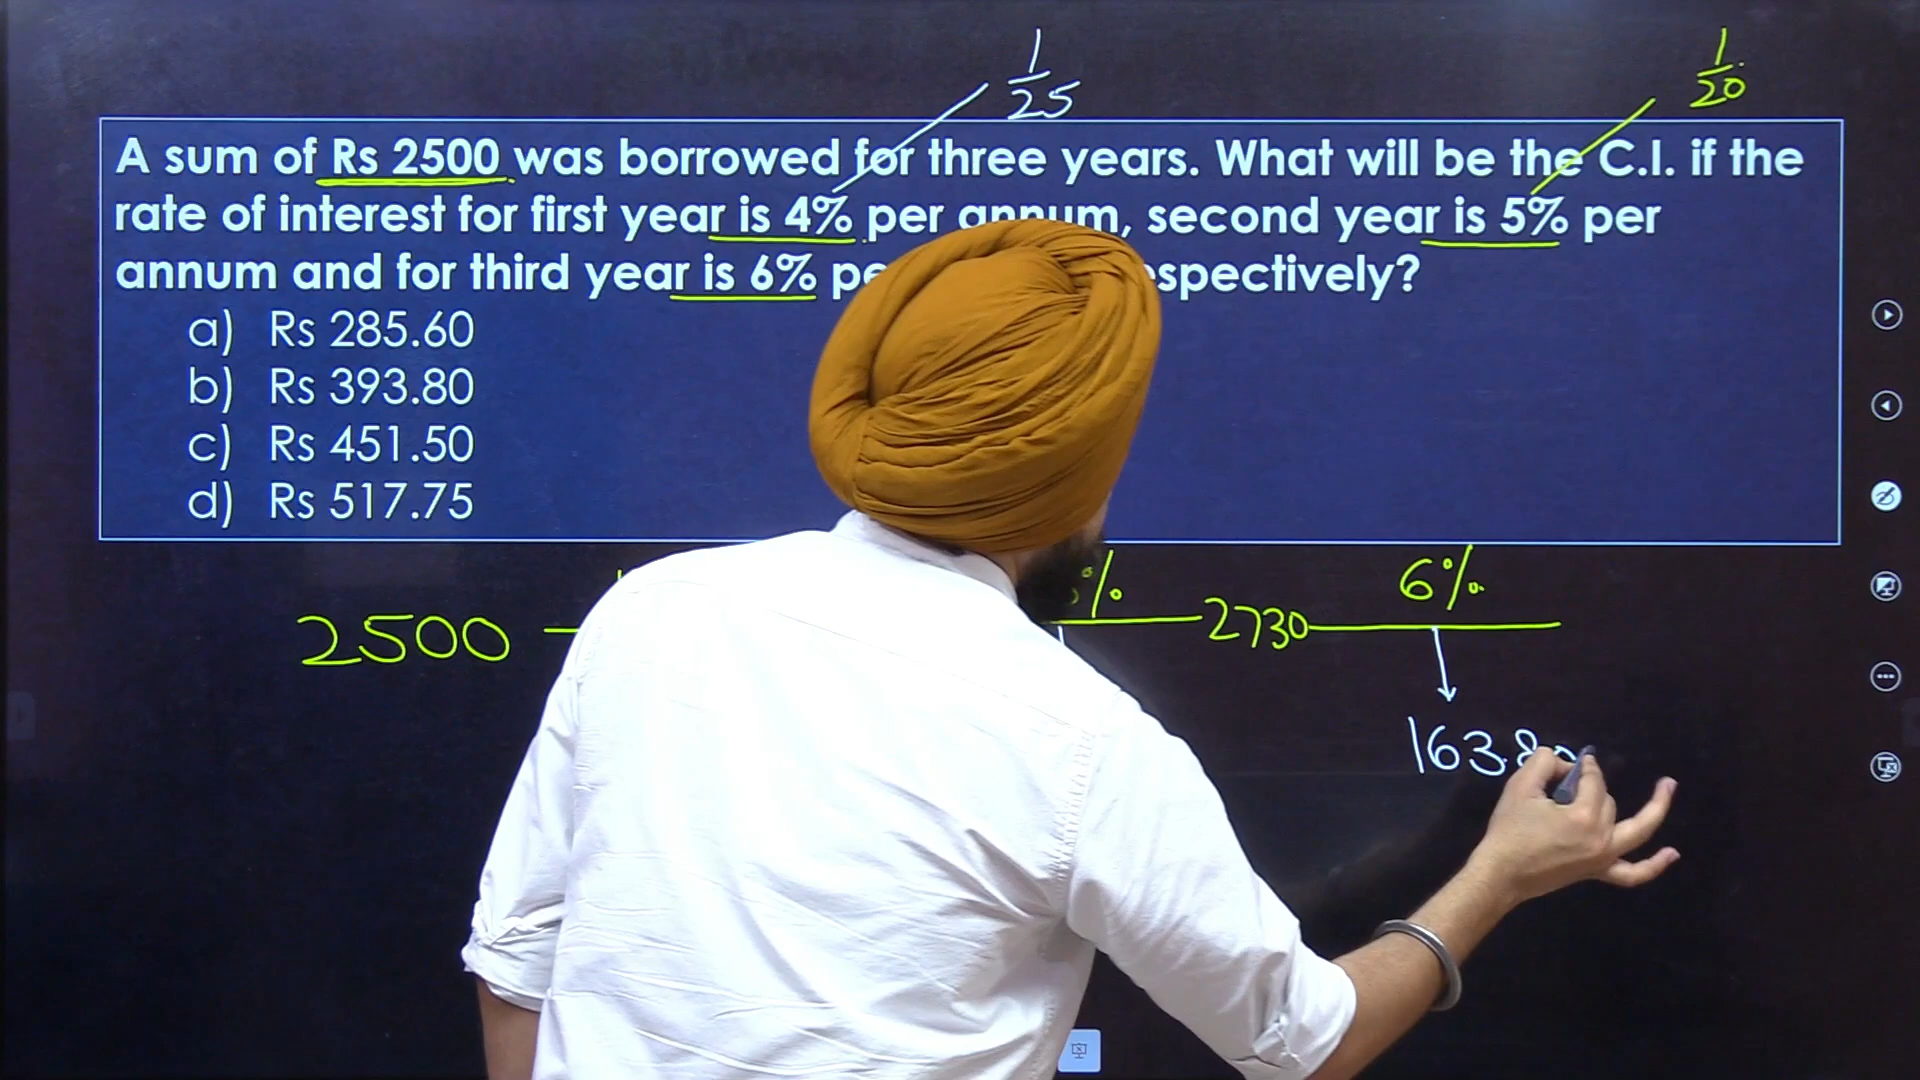 1/25
1/20
A sum of Rs 2500 was borrowed for three years. What will be the C.I. if the
rate of interest for first year is 4% per annum, second year is 5% per
annum and for third year is 6% pe espectively?
a) Rs 285.60
b) Rs 393.80
c) Rs 451.50
d) Rs 517.75
% 6%
2500 2730
163.8